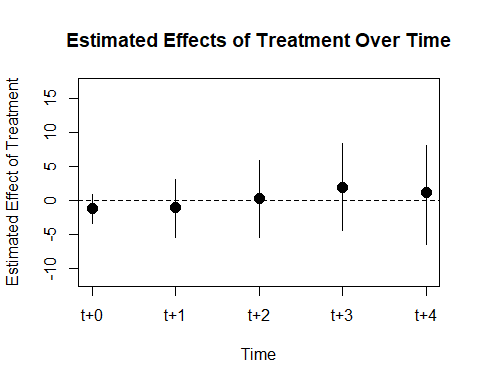 Estimated Effects of Treatment Over Time
Estimated Effect of Treatment
15
10
5
0
-5
-10
t+0 t+1 t+2 t+3 t+4
Time